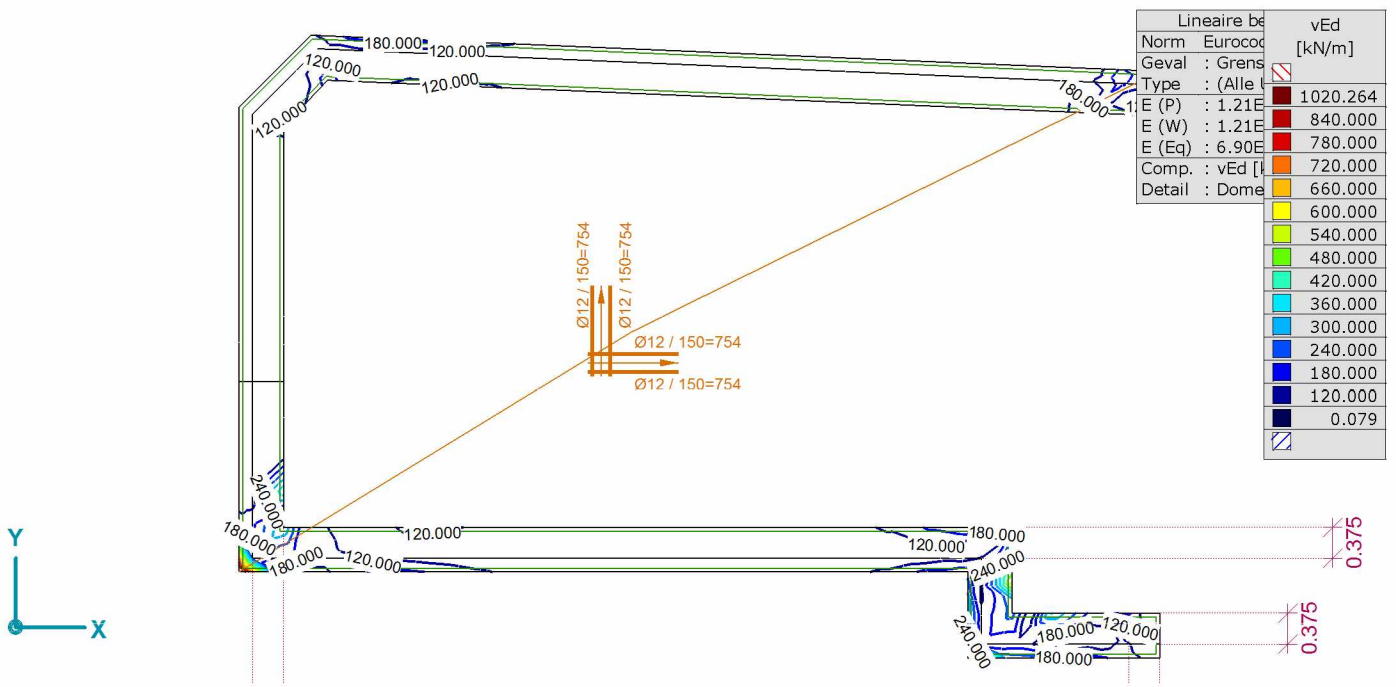 Lineaire be
Norm Eurocod
Geval : Grens
Type : (Alle U
E (P) : 1.21E
E (W) : 1.21E
E (Eq) : 6.90E
Comp. : vEd [k
Detail : Dome
vEd
[kN/m]
1020.264
840.000
780.000
720.000
660.000
600.000
540.000
480.000
420.000
360.000
300.000
240.000
180.000
120.000
0.079
180.000
120.000
120.000
120.000
120.000
180.000
Ø12 / 150=754
Ø12 / 150=754
Ø12 / 150=754
Ø12 / 150=754
240.000
180.000
180.000
120.000
120.000
180.000
120.000
240.000
240.000
180.000
120.000
180.000
0.375
0.375
Y
X